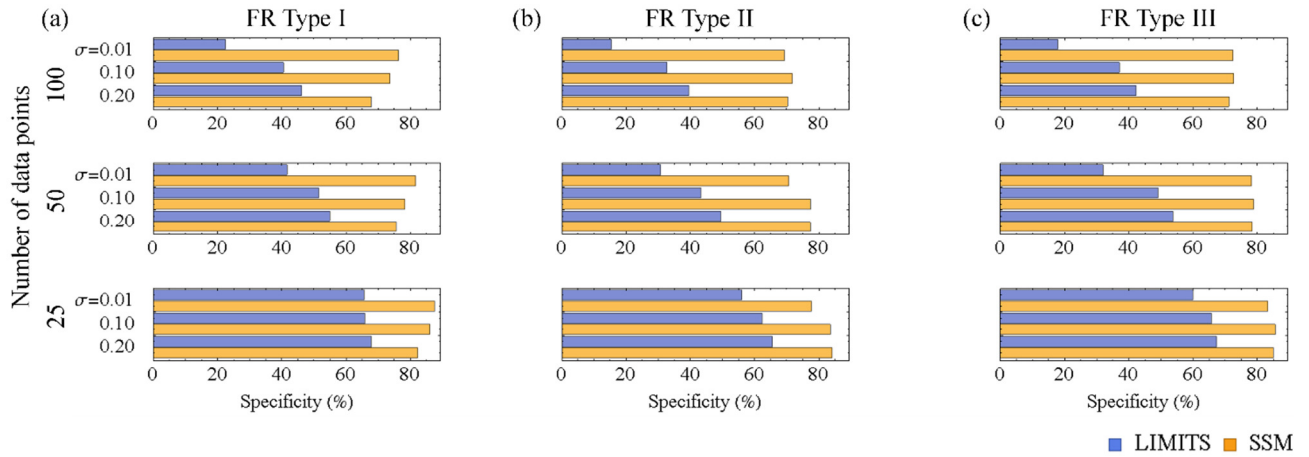 (a) FR Type I (b) FR Type II (c) FR Type III
Number of data points
100
σ=0.01
0.10
0.20
0 20 40 60 80 0 20 40 60 80 0 20 40 60 80
50
σ=0.01
0.10
0.20
0 20 40 60 80 0 20 40 60 80 0 20 40 60 80
25
σ=0.01
0.10
0.20
0 20 40 60 80 0 20 40 60 80 0 20 40 60 80
Specificity (%) Specificity (%) Specificity (%)
LIMITS SSM